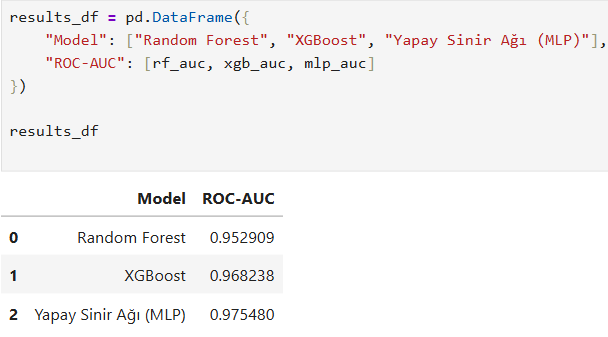 results_df = pd.DataFrame({
    "Model": ["Random Forest", "XGBoost", "Yapay Sinir Ağı (MLP)"],
    "ROC-AUC": [rf_auc, xgb_auc, mlp_auc]
})
results_df
Model ROC-AUC
0 Random Forest 0.952909
1 XGBoost 0.968238
2 Yapay Sinir Ağı (MLP) 0.975480